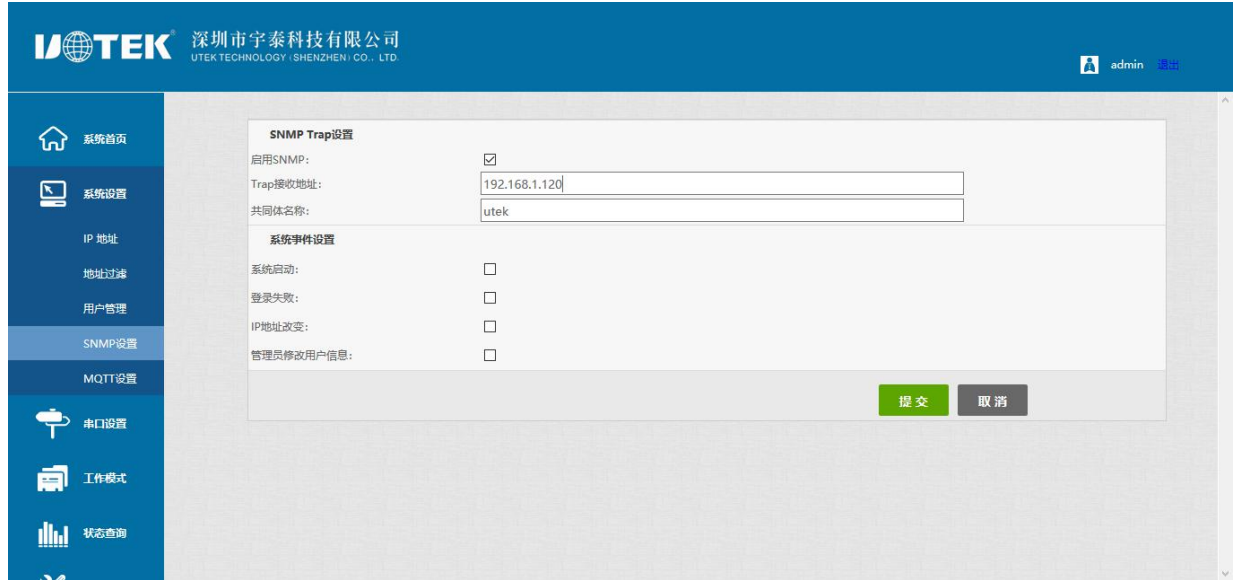 UOTEK® 深圳市宇泰科技有限公司
UTEK TECHNOLOGY (SHENZHEN) CO., LTD.
admin 退出
系统首页
系统设置
IP 地址
地址过滤
用户管理
SNMP设置
MQTT设置
串口设置
工作模式
状态查询
SNMP Trap设置
启用SNMP:
Trap接收地址: 192.168.1.120
共同体名称: utek
系统事件设置
系统启动:
登录失败:
IP地址改变:
管理员修改用户信息:
提交 取消